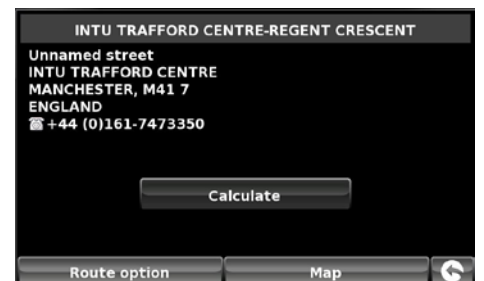 INTU TRAFFORD CENTRE-REGENT CRESCENT
Unnamed street
INTU TRAFFORD CENTRE
MANCHESTER, M41 7
ENGLAND
☎+44 (0)161-7473350
Calculate
Route option
Map